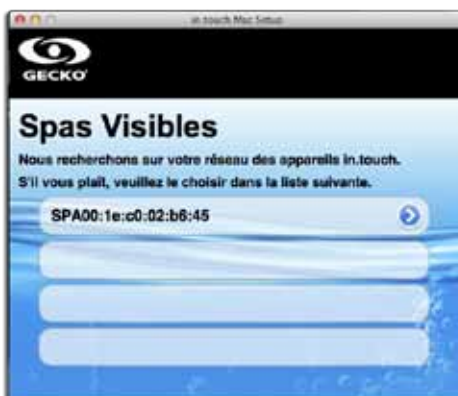 in.touch Mac Setup
GECKO
Spas Visibles
Nous recherchons sur votre réseau des appareils in.touch.
S'il vous plaît, veuillez le choisir dans la liste suivante.
SPA00:1e:c0:02:b6:45